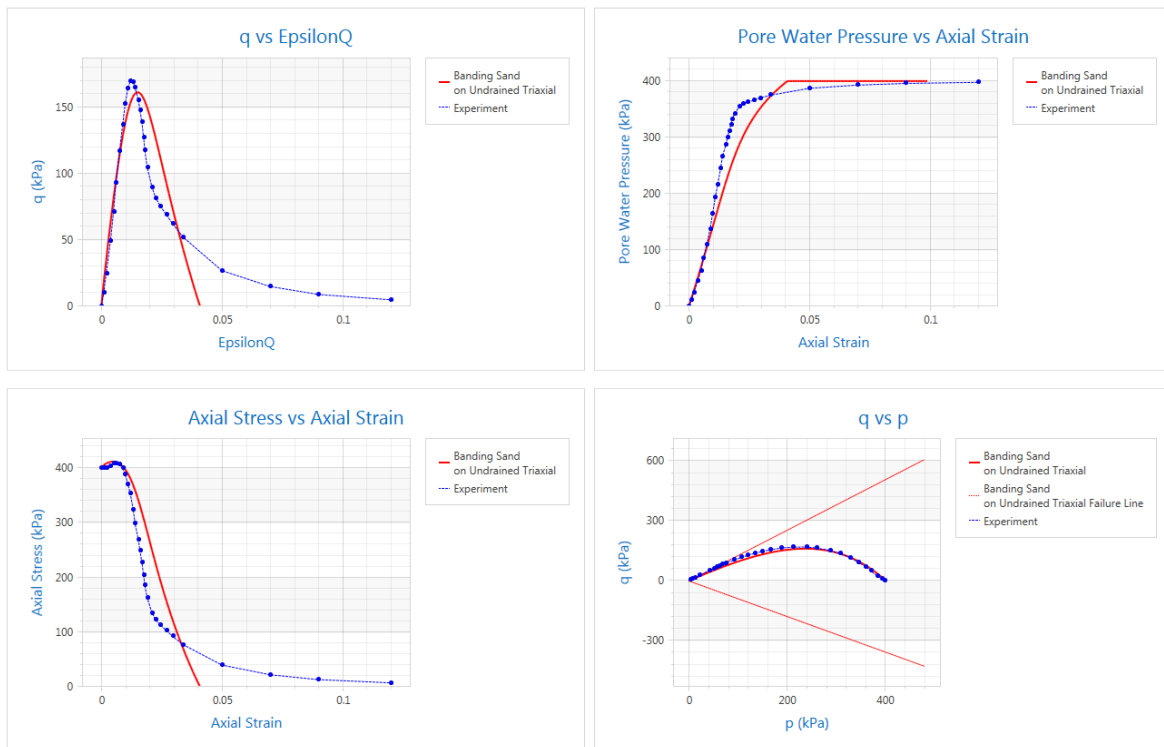 q vs EpsilonQ
q (kPa)
150
100
50
0
0
0.05
0.1
EpsilonQ
Banding Sand
on Undrained Triaxial
Experiment
Pore Water Pressure vs Axial Strain
Pore Water Pressure (kPa)
400
300
200
100
0
0
0.05
0.1
Axial Strain
Banding Sand
on Undrained Triaxial
Experiment
Axial Stress vs Axial Strain
Axial Stress (kPa)
400
300
200
100
0
0
0.05
0.1
Axial Strain
Banding Sand
on Undrained Triaxial
Experiment
q vs p
q (kPa)
600
300
0
-300
0
200
400
p (kPa)
Banding Sand
on Undrained Triaxial
Banding Sand
on Undrained Triaxial Failure Line
Experiment